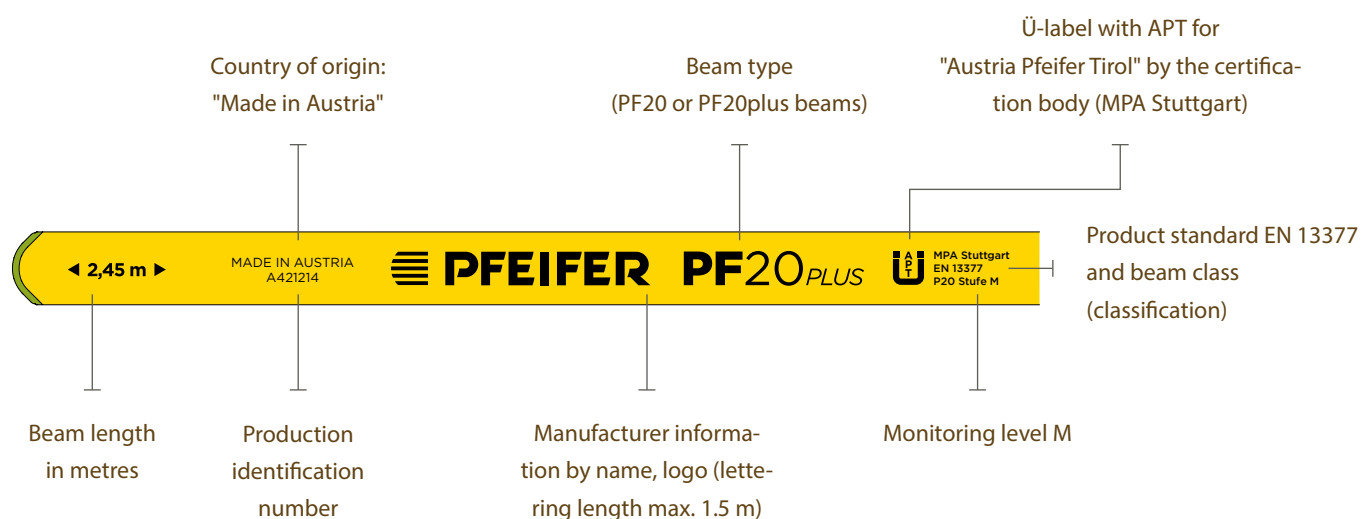 Country of origin:
"Made in Austria"
Beam type
(PF20 or PF20plus beams)
Ü-label with APT for
"Austria Pfeifer Tirol" by the certifica-
tion body (MPA Stuttgart)
◄ 2,45 m ►
MADE IN AUSTRIA
A421214
PFEIFER
PF20 PLUS
Ü APT
MPA Stuttgart
EN 13377
P20 Stufe M
Product standard EN 13377
and beam class
(classification)
Beam length
in metres
Production
identification
number
Manufacturer informa-
tion by name, logo (lette-
ring length max. 1.5 m)
Monitoring level M